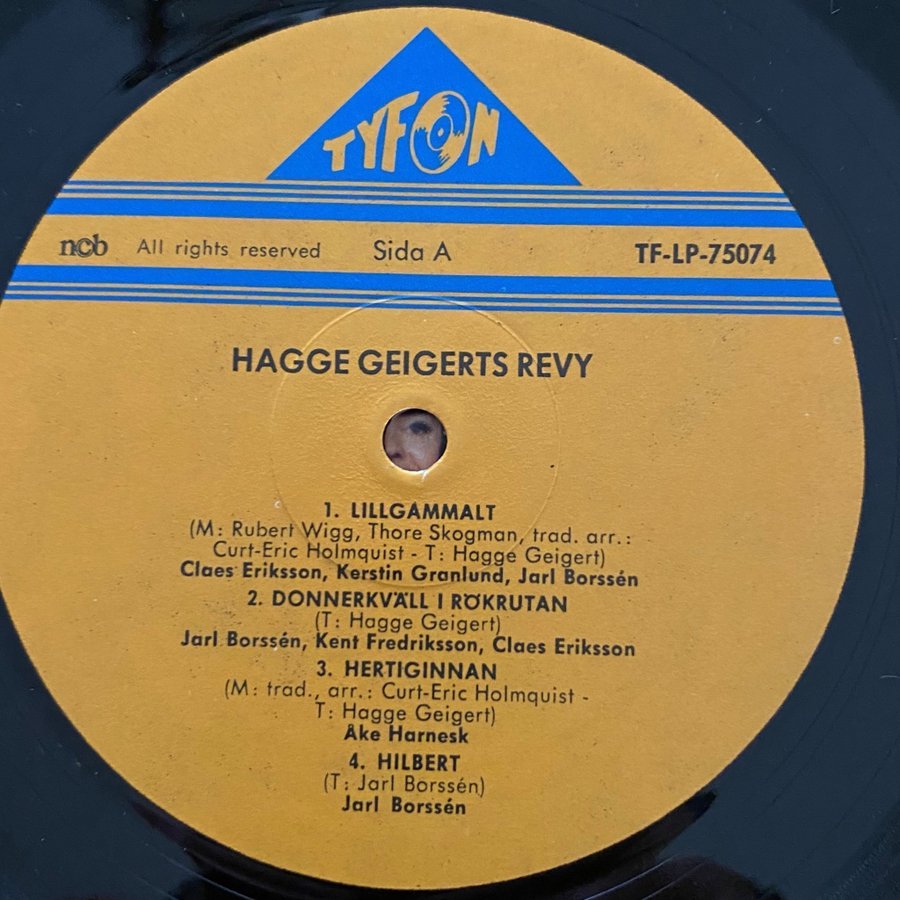 TYFON
ncb All rights reserved Sida A TF-LP-75074
HAGGE GEIGERTS REVY
1. LILLGAMMALT
(M: Rubert Wigg, Thore Skogman, trad. arr.:
Curt-Eric Holmquist - T: Hagge Geigert)
Claes Eriksson, Kerstin Granlund, Jarl Borssén
2. DONNERKVÄLL I RÖKRUTAN
(T: Hagge Geigert)
Jarl Borssén, Kent Fredriksson, Claes Eriksson
3. HERTIGINNAN
(M: trad., arr.: Curt-Eric Holmquist -
T: Hagge Geigert)
Åke Harnesk
4. HILBERT
(T: Jarl Borssén)
Jarl Borssén